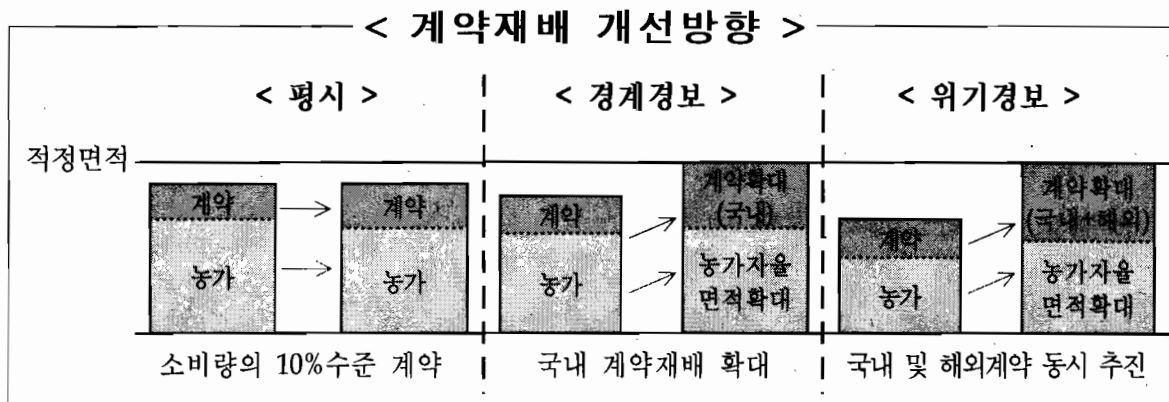 < 계약재배 개선방향 >
< 평시 >
< 경계경보 >
< 위기경보 >
적정면적
계약
농가
계약
농가
계약
농가
계약확대
(국내)
농가자율
면적확대
계약
농가
계약확대
(국내+해외)
농가자율
면적확대
소비량의 10%수준 계약
국내 계약재배 확대
국내 및 해외계약 동시 추진